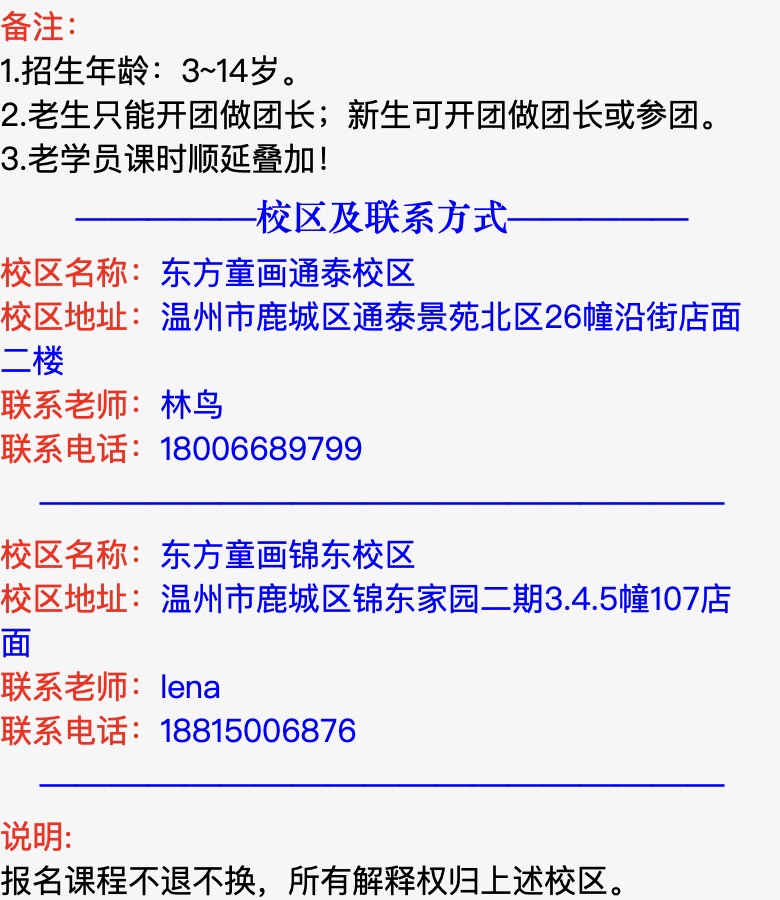 备注：
1.招生年龄：3~14岁。
2.老生只能开团做团长；新生可开团做团长或参团。
3.老学员课时顺延叠加！
—————校区及联系方式—————
校区名称：东方童画通泰校区
校区地址：温州市鹿城区通泰景苑北区26幢沿街店面
二楼
联系老师：林鸟
联系电话：18006689799
———————————————————
校区名称：东方童画锦东校区
校区地址：温州市鹿城区锦东家园二期3.4.5幢107店
面
联系老师：lena
联系电话：18815006876
———————————————————
说明:
报名课程不退不换，所有解释权归上述校区。